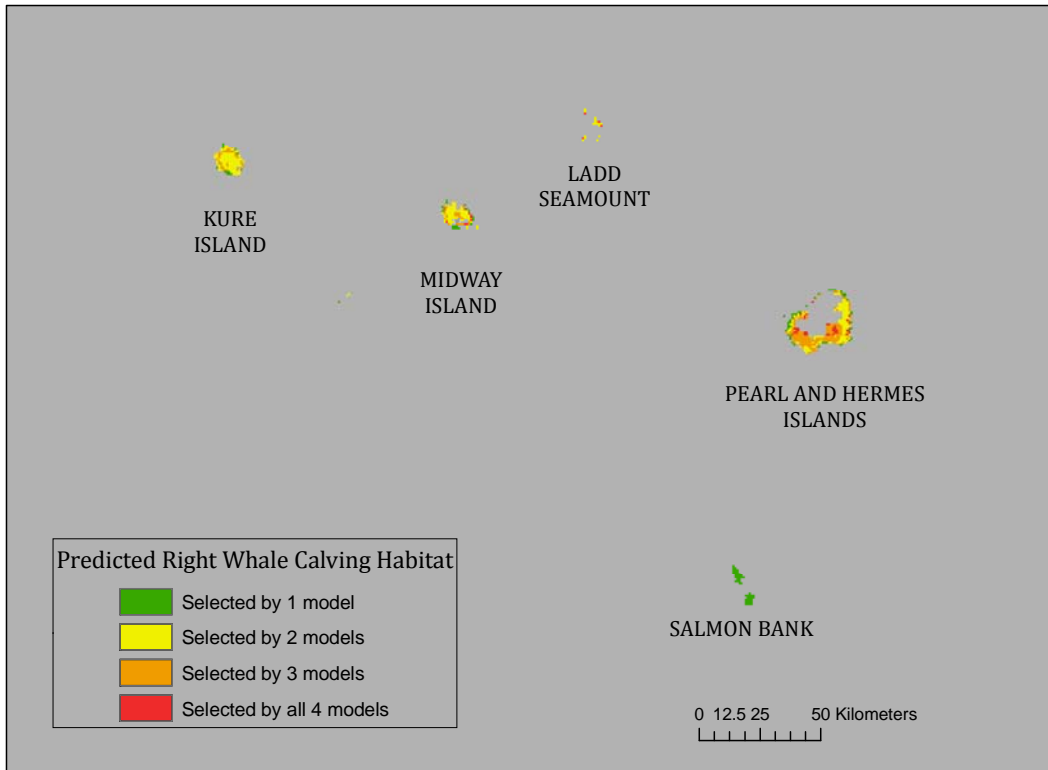 LADD
SEAMOUNT
KURE
ISLAND
MIDWAY
ISLAND
PEARL AND HERMES
ISLANDS
Predicted Right Whale Calving Habitat
Selected by 1 model
Selected by 2 models
Selected by 3 models
Selected by all 4 models
SALMON BANK
0 12.5 25 50 Kilometers